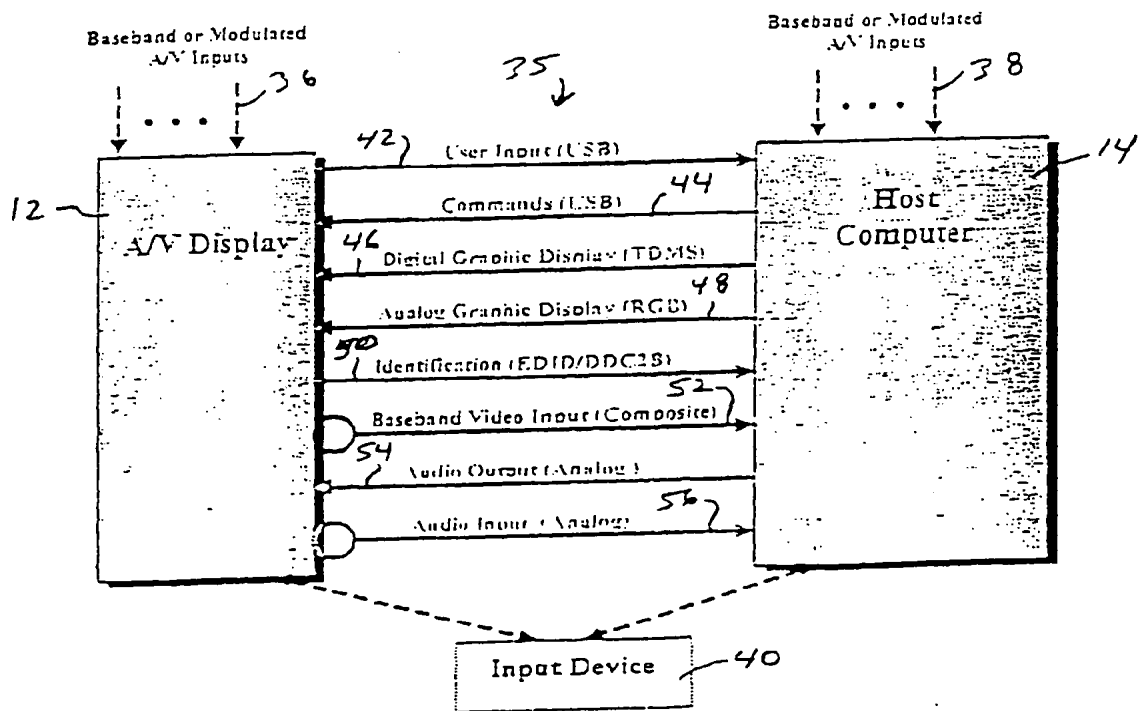 Baseband or Modulated
A/V Inputs
36
35
Baseband or Modulated
A/V Inputs
38
12
A/V Display
14
Host
Computer
42
User Input (USB)
Commands (USB)
44
46
Digital Graphic Display (TDMS)
Analog Graphic Display (RGB)
48
50
Identification (EDID/DDC2B)
Baseband Video Input (Composite)
52
54
Audio Output (Analog)
Audio Input (Analog)
56
Input Device
40